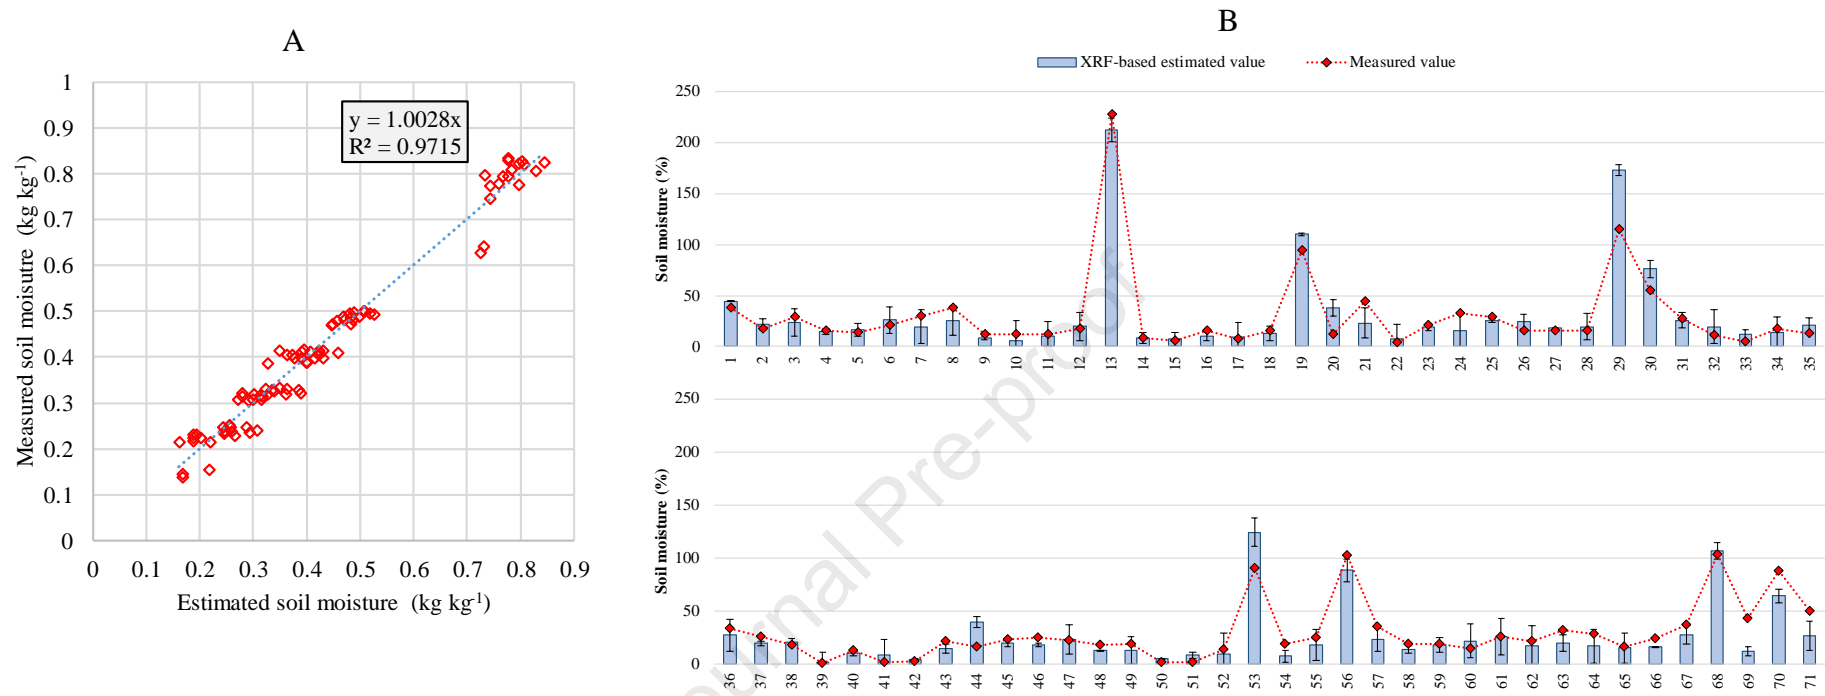 A
B
XRF-based estimated value
Measured value
y = 1.0028x
R² = 0.9715
Measured soil moisutre (kg kg-1)
1
0.9
0.8
0.7
0.6
0.5
0.4
0.3
0.2
0.1
0
0 0.1 0.2 0.3 0.4 0.5 0.6 0.7 0.8 0.9
Estimated soil moisture (kg kg-1)
Soil moisture (%)
250
200
150
100
50
0
1 2 3 4 5 6 7 8 9 10 11 12 13 14 15 16 17 18 19 20 21 22 23 24 25 26 27 28 29 30 31 32 33 34 35
Soil moisture (%)
250
200
150
100
50
0
36 37 38 39 40 41 42 43 44 45 46 47 48 49 50 51 52 53 54 55 56 57 58 59 60 61 62 63 64 65 66 67 68 69 70 71
Journal Pre-proof